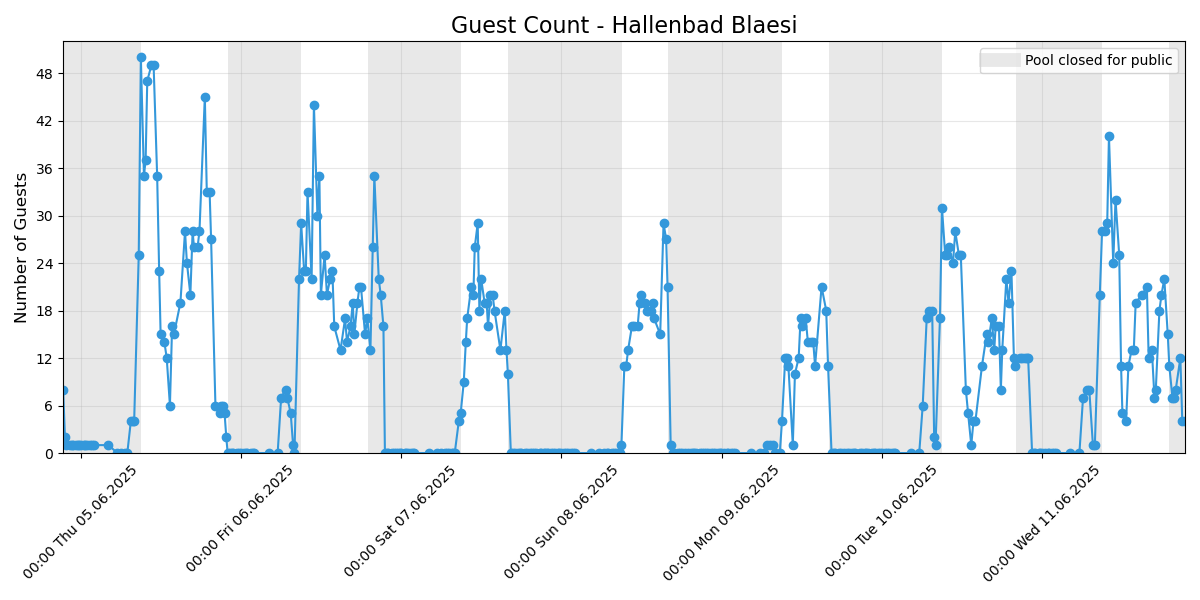 Guest Count - Hallenbad Blaesi
Pool closed for public
Number of Guests
48
42
36
30
24
18
12
6
0
00:00 Thu 05.06.2025
00:00 Fri 06.06.2025
00:00 Sat 07.06.2025
00:00 Sun 08.06.2025
00:00 Mon 09.06.2025
00:00 Tue 10.06.2025
00:00 Wed 11.06.2025